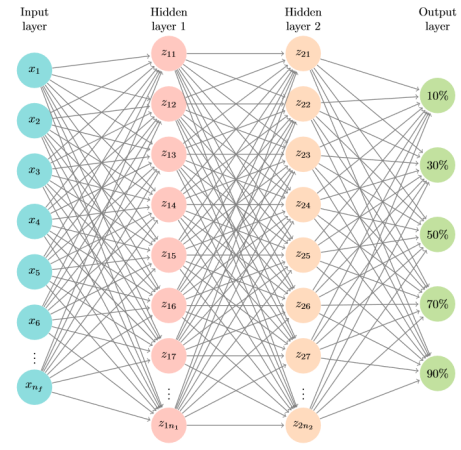 Input
layer
Hidden
layer 1
Hidden
layer 2
Output
layer
x₁
x₂
x₃
x₄
x₅
x₆
⋮
xₙ_f
z₁₁
z₁₂
z₁₃
z₁₄
z₁₅
z₁₆
z₁₇
⋮
z₁ₙ₁
z₂₁
z₂₂
z₂₃
z₂₄
z₂₅
z₂₆
z₂₇
⋮
z₂ₙ₂
10%
30%
50%
70%
90%